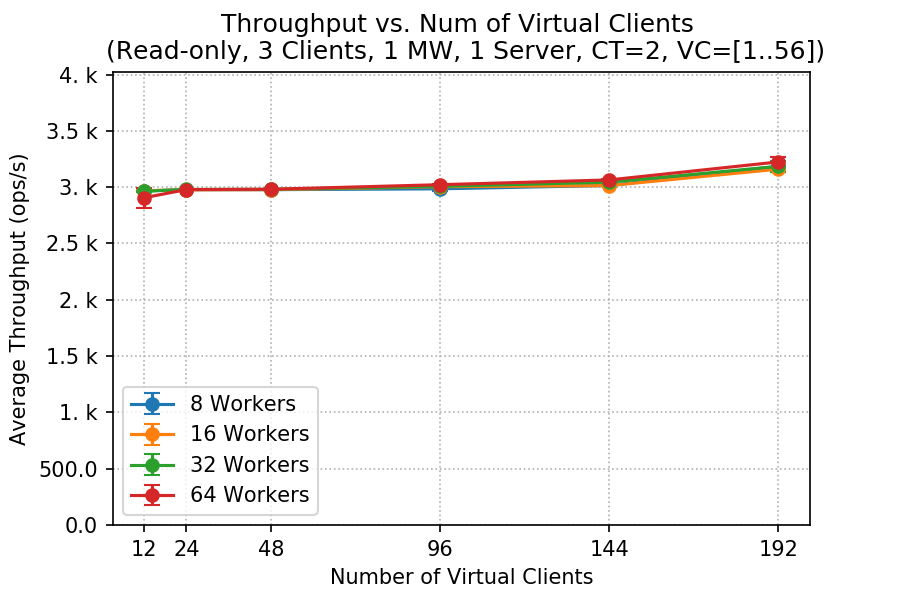 Throughput vs. Num of Virtual Clients
(Read-only, 3 Clients, 1 MW, 1 Server, CT=2, VC=[1..56])
Average Throughput (ops/s)
4. k
3.5 k
3. k
2.5 k
2. k
1.5 k
1. k
500.0
0.0
8 Workers
16 Workers
32 Workers
64 Workers
12 24 48 96 144 192
Number of Virtual Clients